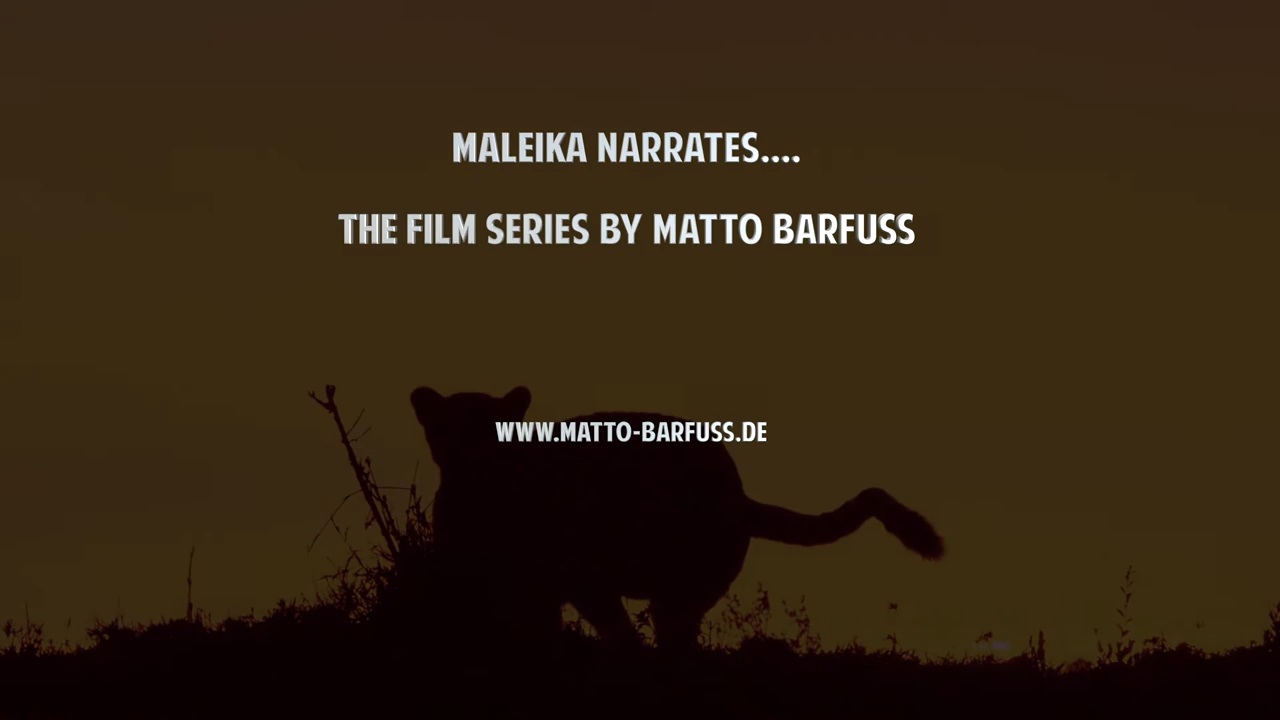 MALEIKA NARRATES....
THE FILM SERIES BY MATTO BARFUSS
WWW.MATTO-BARFUSS.DE